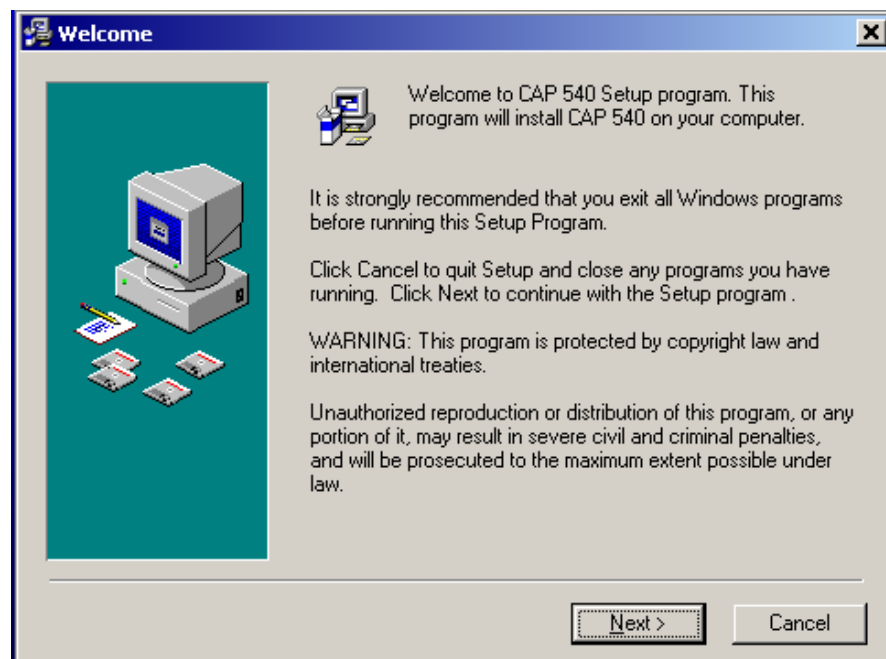 Welcome
Welcome to CAP 540 Setup program. This
program will install CAP 540 on your computer.
It is strongly recommended that you exit all Windows programs
before running this Setup Program.
Click Cancel to quit Setup and close any programs you have
running.  Click Next to continue with the Setup program .
WARNING: This program is protected by copyright law and
international treaties.
Unauthorized reproduction or distribution of this program, or any
portion of it, may result in severe civil and criminal penalties,
and will be prosecuted to the maximum extent possible under
law.
Next >
Cancel